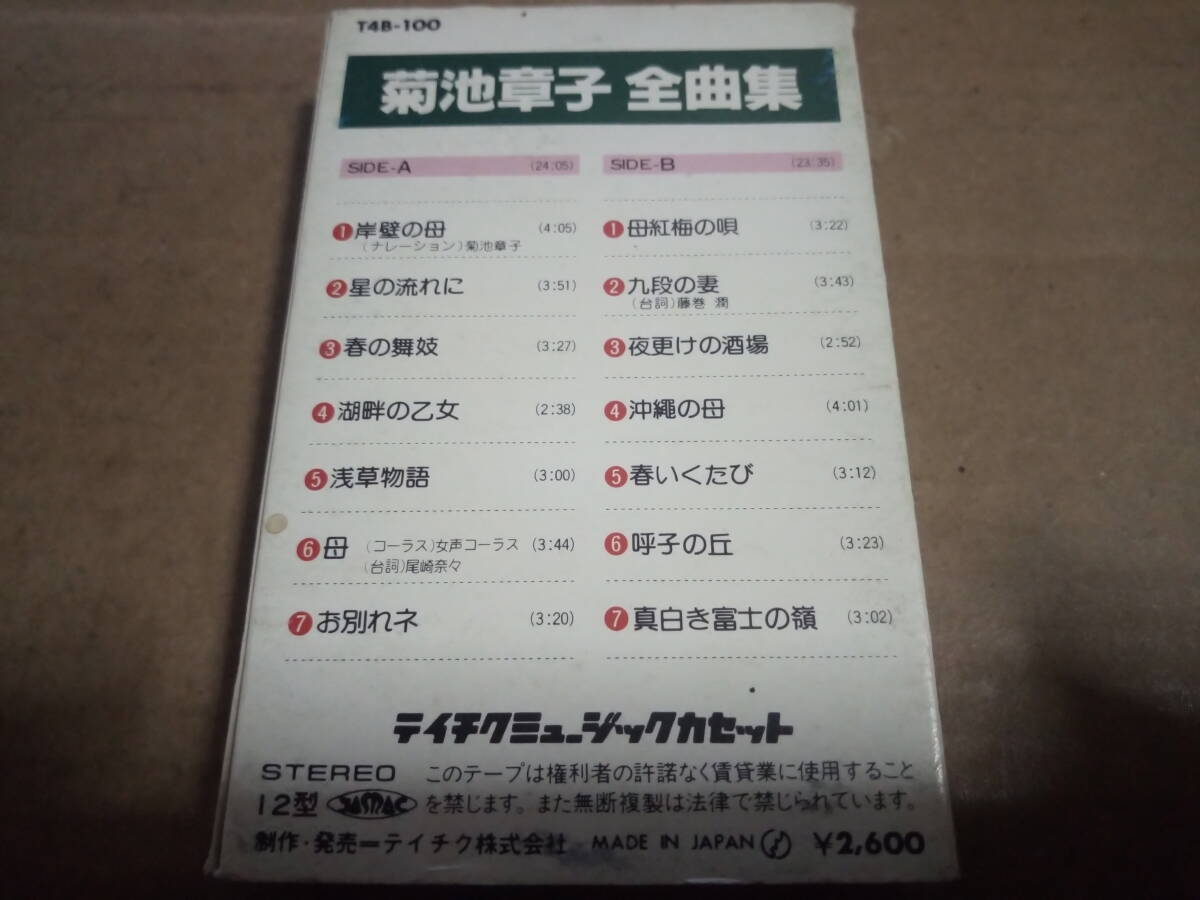 T4B-100
菊池章子 全曲集
SIDE-A (24:05)
❶岸壁の母 (4:05)
(ナレーション)菊池章子
❷星の流れに (3:51)
❸春の舞妓 (3:27)
❹湖畔の乙女 (2:38)
❺浅草物語 (3:00)
❻母 (コーラス)女声コーラス (3:44)
(台詞)尾崎奈々
❼お別れネ (3:20)
SIDE-B (23:35)
❶母紅梅の唄 (3:22)
❷九段の妻 (3:43)
(台詞)藤巻 潤
❸夜更けの酒場 (2:52)
❹沖縄の母 (4:01)
❺春いくたび (3:12)
❻呼子の丘 (3:23)
❼真白き富士の嶺 (3:02)
テイチクミュージックカセット
STEREO このテープは権利者の許諾なく賃貸業に使用すること
12型 JASRAC を禁じます。また無断複製は法律で禁じられています。
制作・発売=テイチク株式会社 MADE IN JAPAN ¥2,600